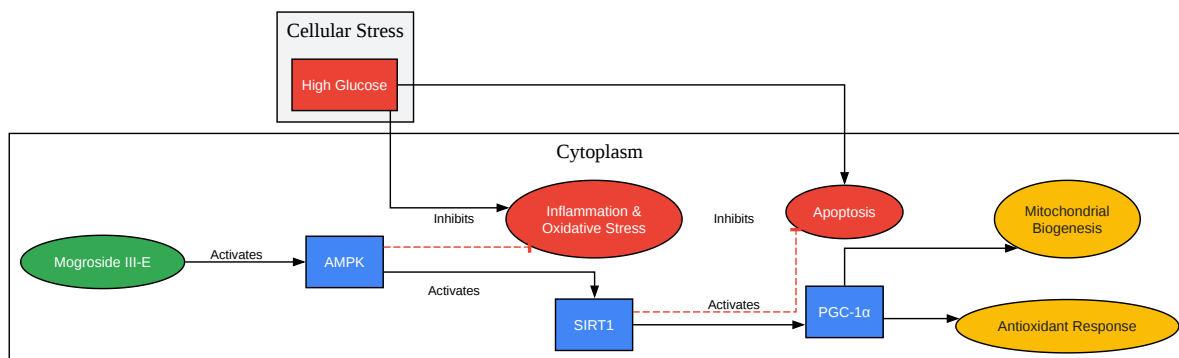 Cellular Stress
High Glucose
Cytoplasm
Inhibits
Inflammation &
Oxidative Stress
Inhibits
Apoptosis
Mitochondrial
Biogenesis
Mogroside III-E
Activates
AMPK
Activates
SIRT1
Activates
PGC-1α
Antioxidant Response